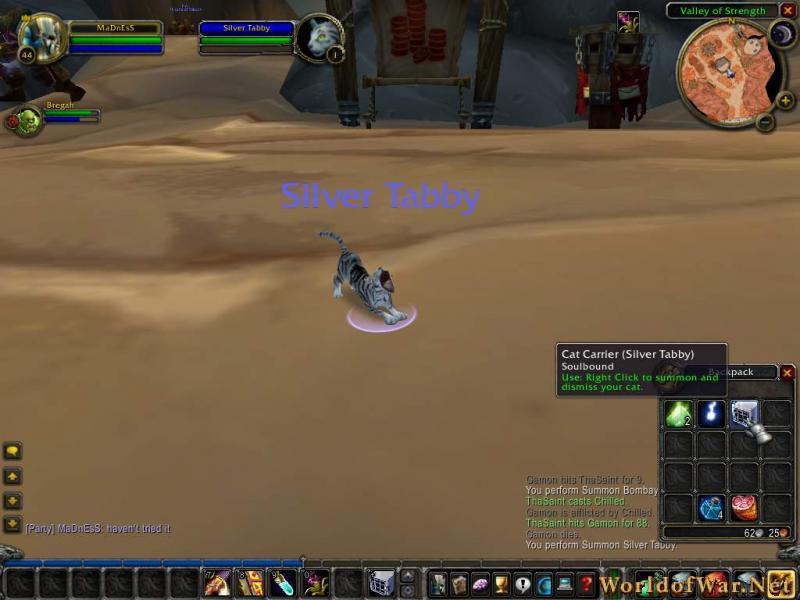 MaDnEsS
Silver Tabby
Valley of Strength
N
44
1
Bregah
Silver Tabby
Cat Carrier (Silver Tabby)
Soulbound
Use: Right Click to summon and
dismiss your cat.
Backpack
2
4
62 25
Gamon hits ThaSaint for 9.
You perform Summon Bombay
ThaSaint casts Chilled.
Gamon is afflicted by Chilled.
ThaSaint hits Gamon for 88.
Gamon dies.
You perform Summon Silver Tabby.
[Party] MaDnEsS: haven't tried it
WorldofWar.Net